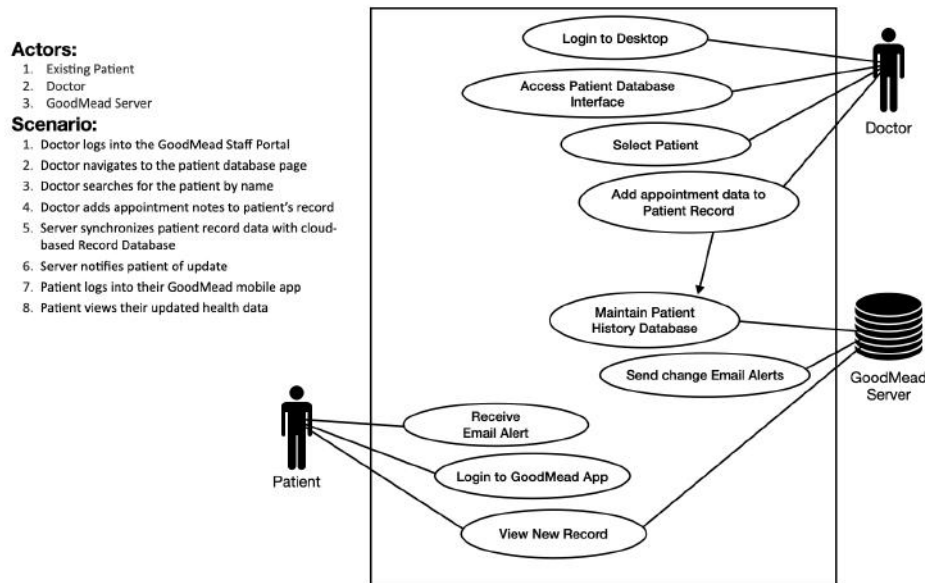 Actors:
1. Existing Patient
2. Doctor
3. GoodMead Server
Scenario:
1. Doctor logs into the GoodMead Staff Portal
2. Doctor navigates to the patient database page
3. Doctor searches for the patient by name
4. Doctor adds appointment notes to patient's record
5. Server synchronizes patient record data with cloud-
based Record Database
6. Server notifies patient of update
7. Patient logs into their GoodMead mobile app
8. Patient views their updated health data
Login to Desktop
Access Patient Database
Interface
Select Patient
Add appointment data to
Patient Record
Doctor
Maintain Patient
History Database
Send change Email Alerts
GoodMead
Server
Receive
Email Alert
Login to GoodMead App
View New Record
Patient